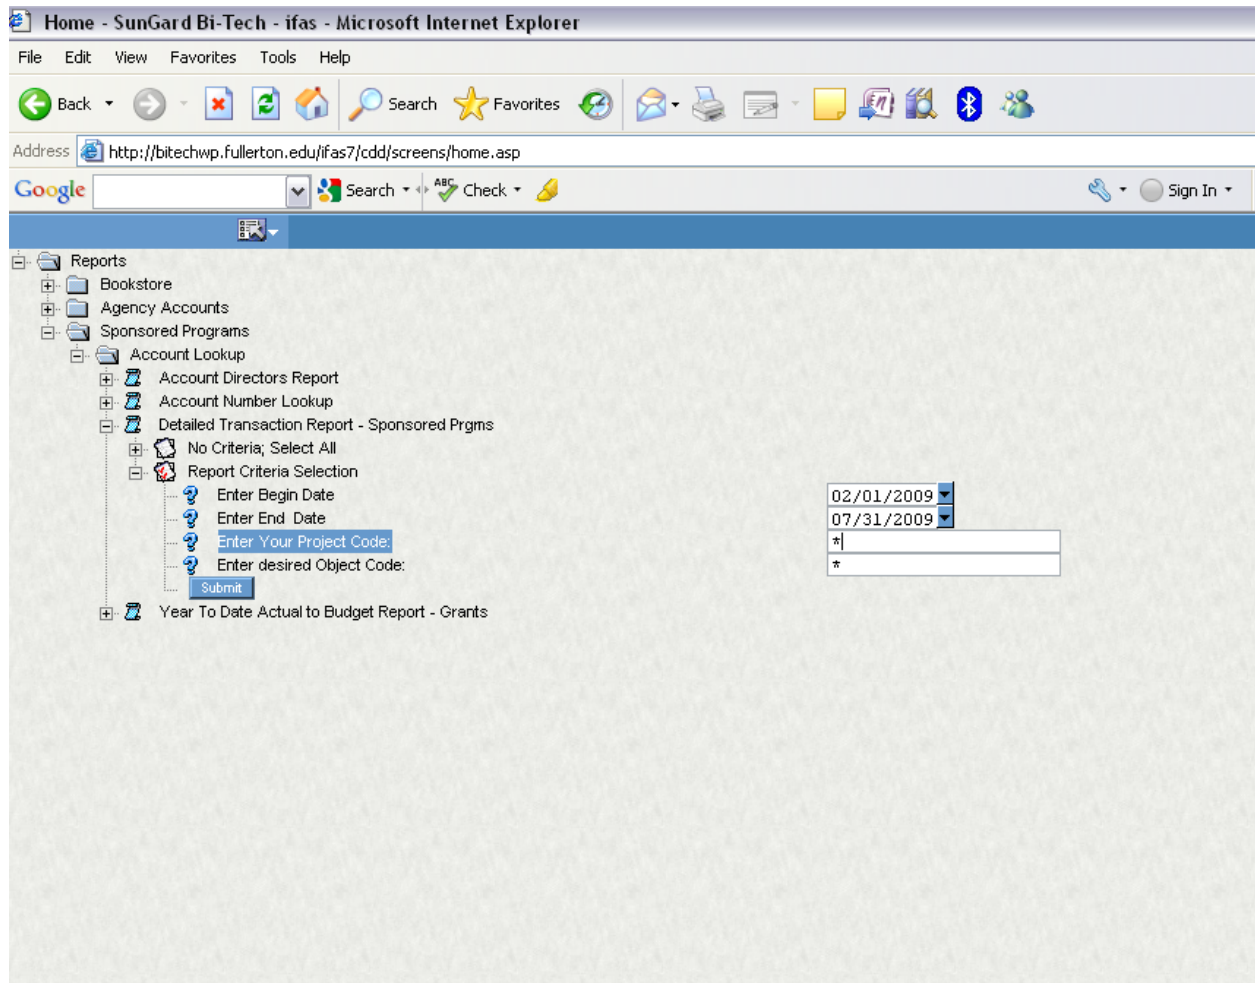 Home - SunGard Bi-Tech - ifas - Microsoft Internet Explorer
File Edit View Favorites Tools Help
Back Search Favorites
Address http://bitechwp.fullerton.edu/ifas7/cdd/screens/home.asp
Google Search ABC Check Sign In
Reports
Bookstore
Agency Accounts
Sponsored Programs
Account Lookup
Account Directors Report
Account Number Lookup
Detailed Transaction Report - Sponsored Prgms
No Criteria; Select All
Report Criteria Selection
Enter Begin Date 02/01/2009
Enter End Date 07/31/2009
Enter Your Project Code: *
Enter desired Object Code: *
Submit
Year To Date Actual to Budget Report - Grants